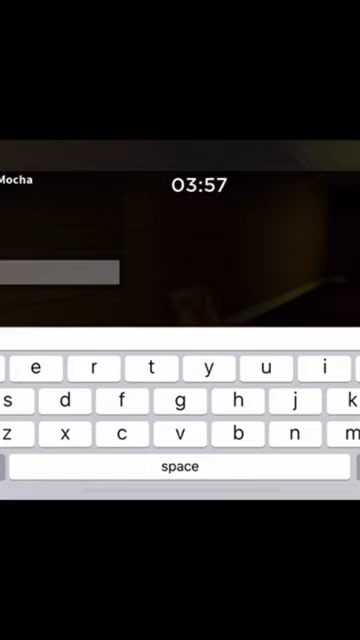 Mocha
03:57
e r t y u i
s d f g h j k
z x c v b n m
space